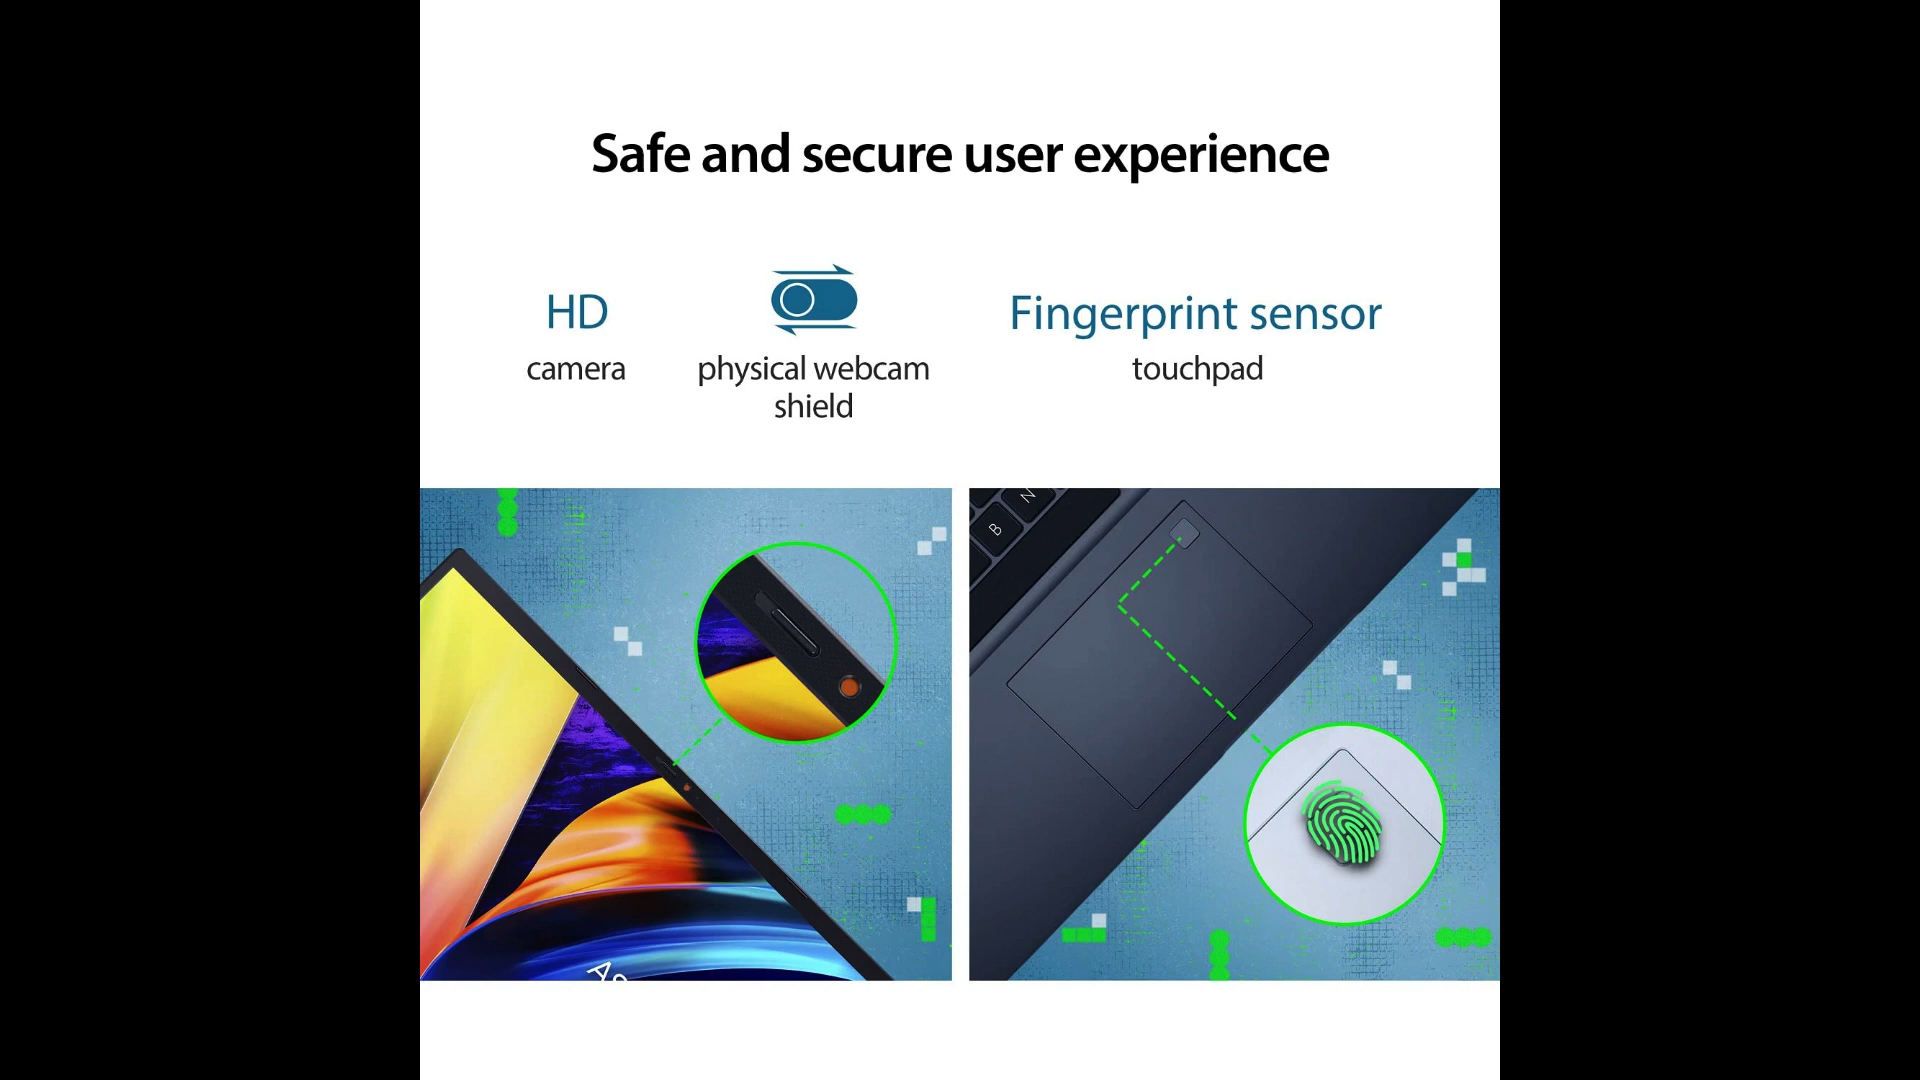 Safe and secure user experience
HD
camera
physical webcam
shield
Fingerprint sensor
touchpad
B
N